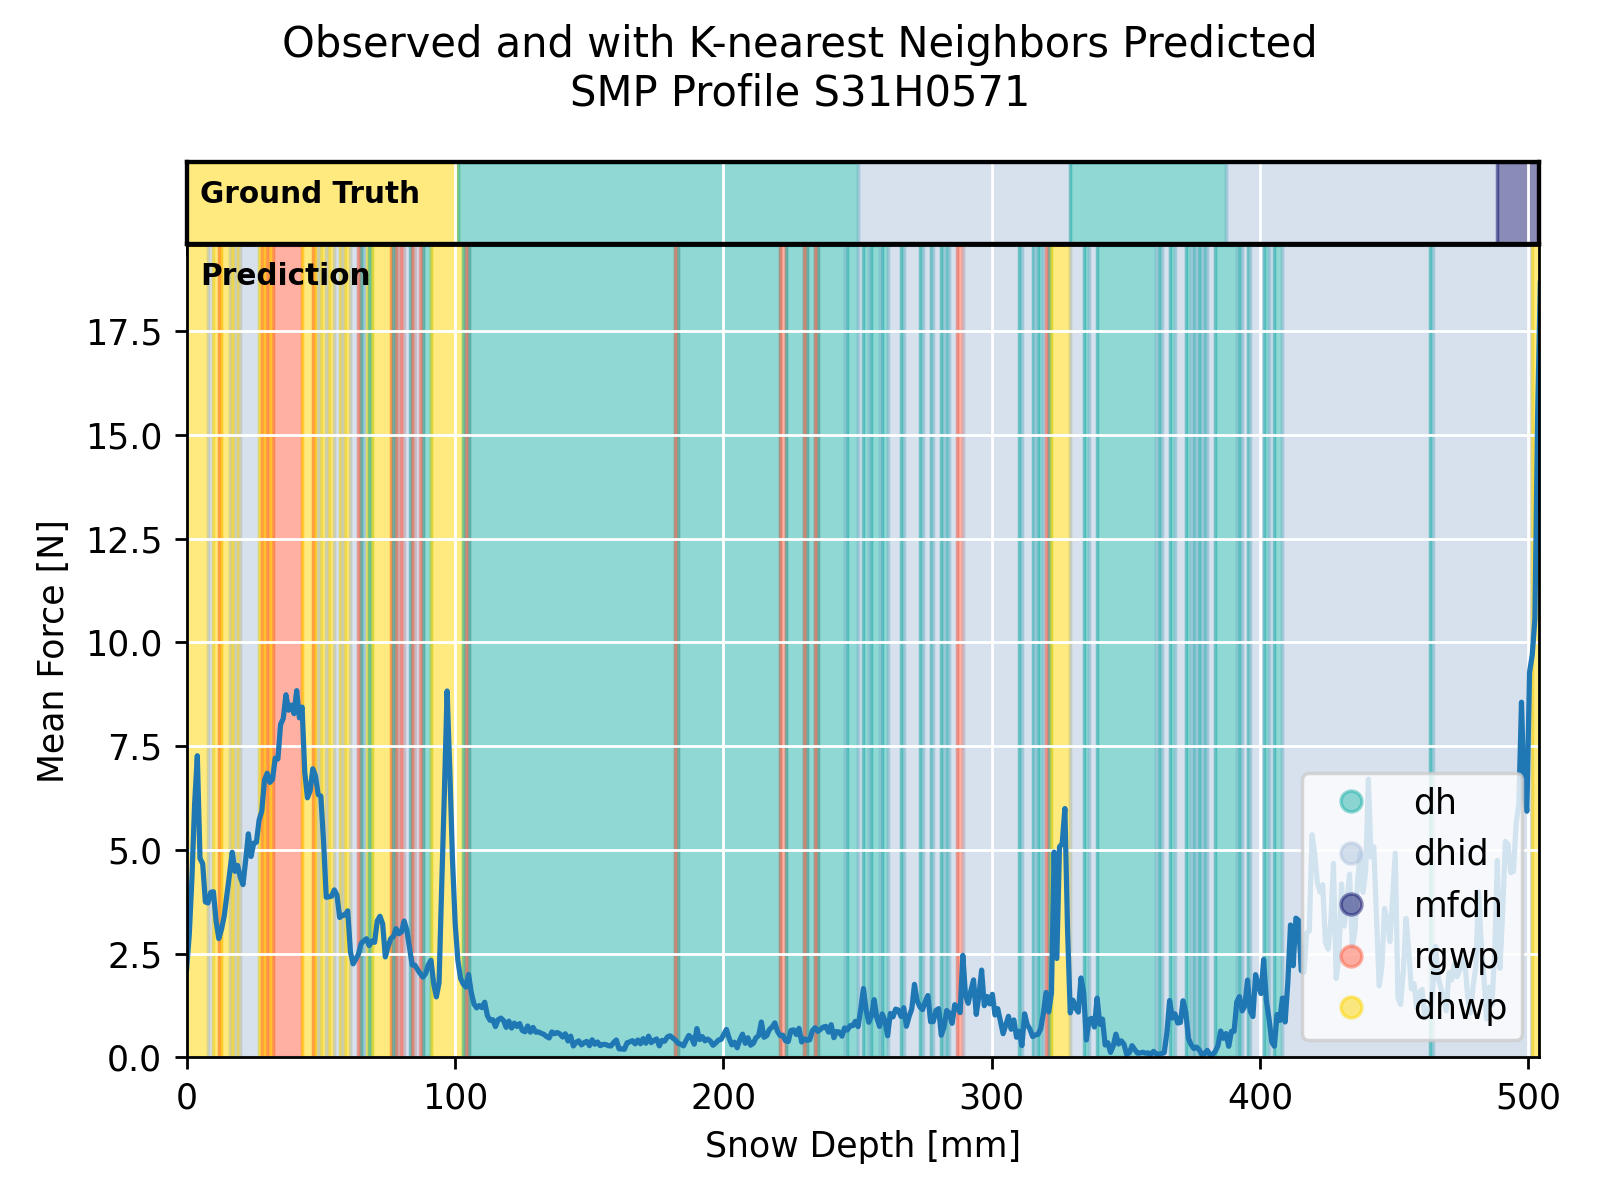 Observed and with K-nearest Neighbors Predicted
SMP Profile S31H0571
Ground Truth
Prediction
17.5
15.0
12.5
10.0
7.5
5.0
2.5
0.0
Mean Force [N]
dh
dhid
mfdh
rgwp
dhwp
0 100 200 300 400 500
Snow Depth [mm]